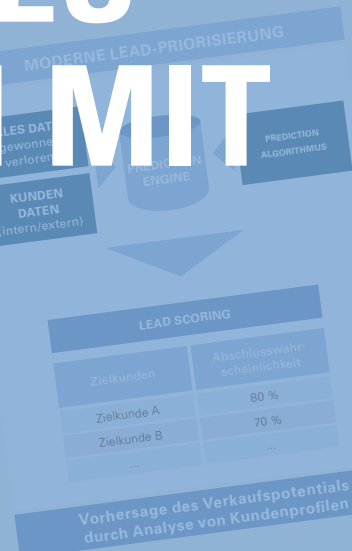 MODERNE LEAD-PRIORISIERUNG
MIT
verloren
PREDICTION
ENGINE
PREDICTION
ALGORITHMUS
KUNDEN
DATEN
(intern/extern)
LEAD SCORING
Zielkunden
Abschlusswahr-
scheinlichkeit
Zielkunde A
80 %
Zielkunde B
70 %
...
...
Vorhersage des Verkaufspotentials
durch Analyse von Kundenprofilen